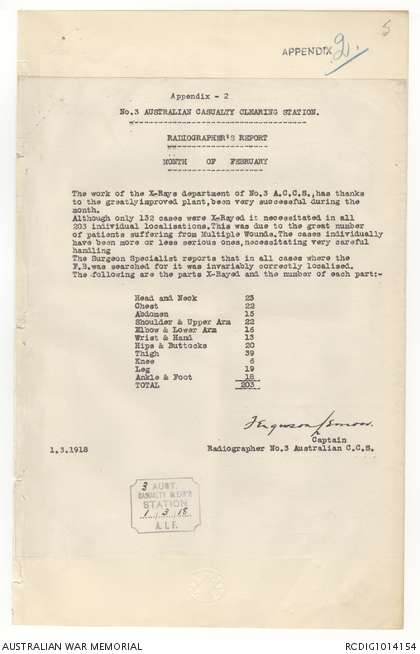 5
APPENDIX 2.
Appendix - 2
No.3 AUSTRALIAN CASUALTY CLEARING STATION.
RADIOGRAPHER'S REPORT
MONTH OF FEBRUARY
The work of the X-Rays department of No.3 A.C.C.S.,has thanks
to the greatlyimproved plant,been very successful during the
month.
Although only 132 cases were X-Rayed it necessitated in all
203 individual localisations.This was due to the great number
of patients suffering from Multiple Wounds.The cases individually
have been more or less serious ones,necessitating very careful
handling
The Surgeon Specialist reports that in all cases where the
F.B.was searched for it was invariably correctly localised.
The following are the parts X-Rayed and the number of each part:-
Head and Neck 23
Chest 22
Abdomen 15
Shoulder & Upper Arm 22
Elbow & Lower Arm 16
Wrist & Hand 13
Hips & Buttocks 20
Thigh 39
Knee 6
Leg 19
Ankle & Foot 18
TOTAL 203
Captain
1.3.1918 Radiographer No.3 Australian C.C.S.
3 AUST.
CASUALTY CLEAR'G
STATION
1 3 18
A.I.F.
AUSTRALIAN WAR MEMORIAL RCDIG1014154